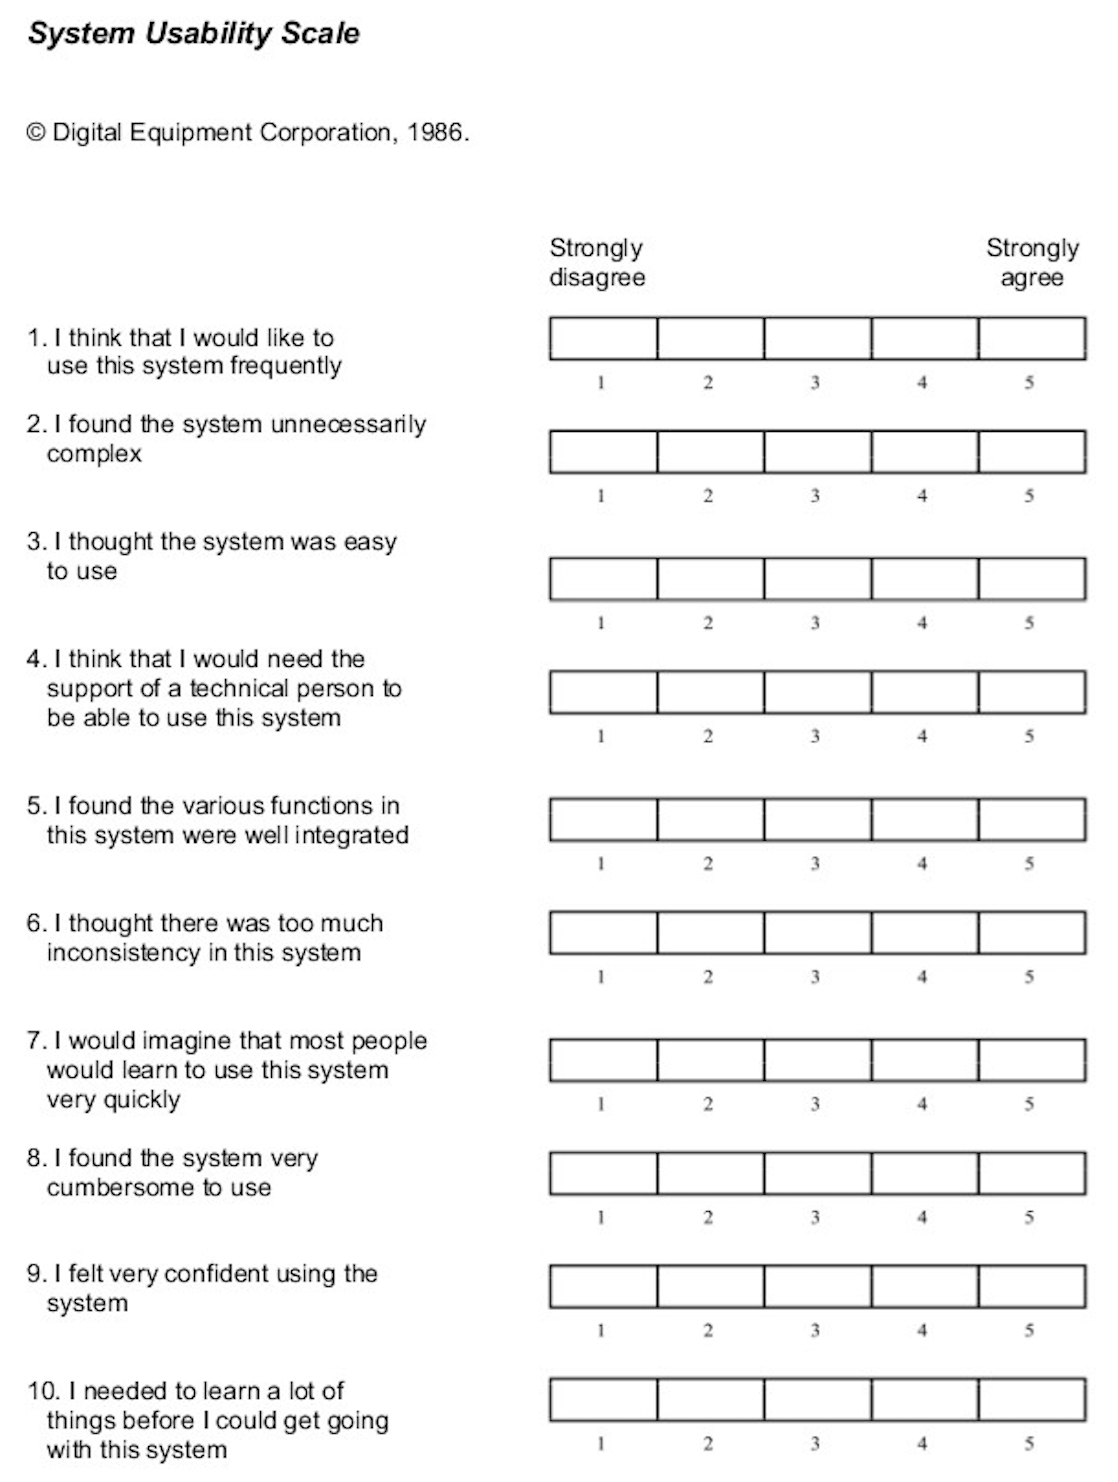 System Usability Scale
© Digital Equipment Corporation, 1986.
Strongly disagree
Strongly agree
1. I think that I would like to
use this system frequently
1 2 3 4 5
2. I found the system unnecessarily
complex
1 2 3 4 5
3. I thought the system was easy
to use
1 2 3 4 5
4. I think that I would need the
support of a technical person to
be able to use this system
1 2 3 4 5
5. I found the various functions in
this system were well integrated
1 2 3 4 5
6. I thought there was too much
inconsistency in this system
1 2 3 4 5
7. I would imagine that most people
would learn to use this system
very quickly
1 2 3 4 5
8. I found the system very
cumbersome to use
1 2 3 4 5
9. I felt very confident using the
system
1 2 3 4 5
10. I needed to learn a lot of
things before I could get going
with this system
1 2 3 4 5